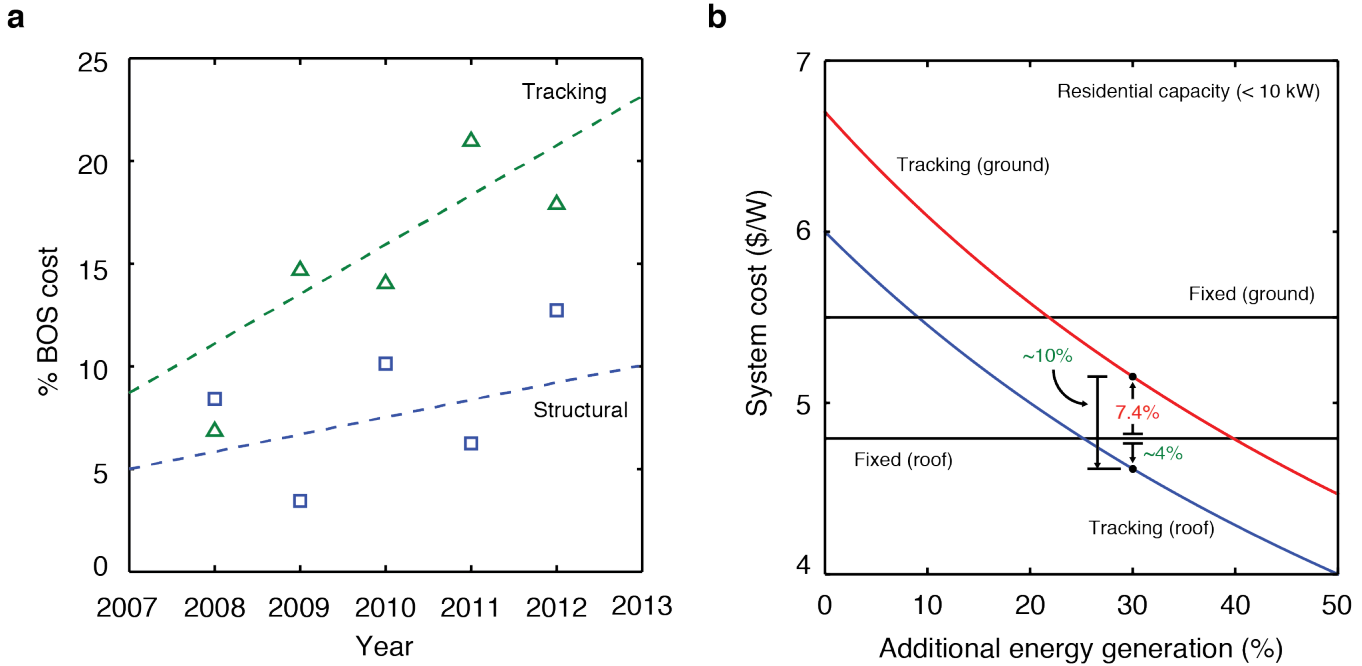 a
25
20
15
10
5
0
% BOS cost
Tracking
Structural
2007 2008 2009 2010 2011 2012 2013
Year
b
7
6
5
4
System cost ($/W)
Residential capacity (< 10 kW)
Tracking (ground)
Fixed (ground)
~10%
7.4%
~4%
Fixed (roof)
Tracking (roof)
0 10 20 30 40 50
Additional energy generation (%)